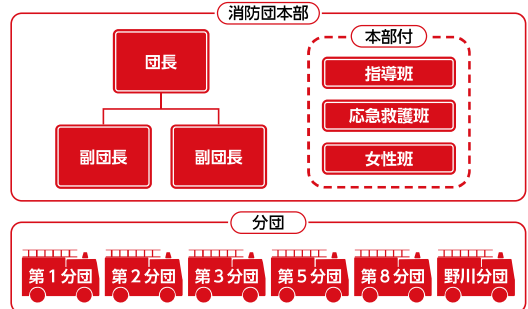 消防団本部
団長
副団長
副団長
本部付
指導班
応急救護班
女性班
分団
第1分団
第2分団
第3分団
第5分団
第8分団
野川分団